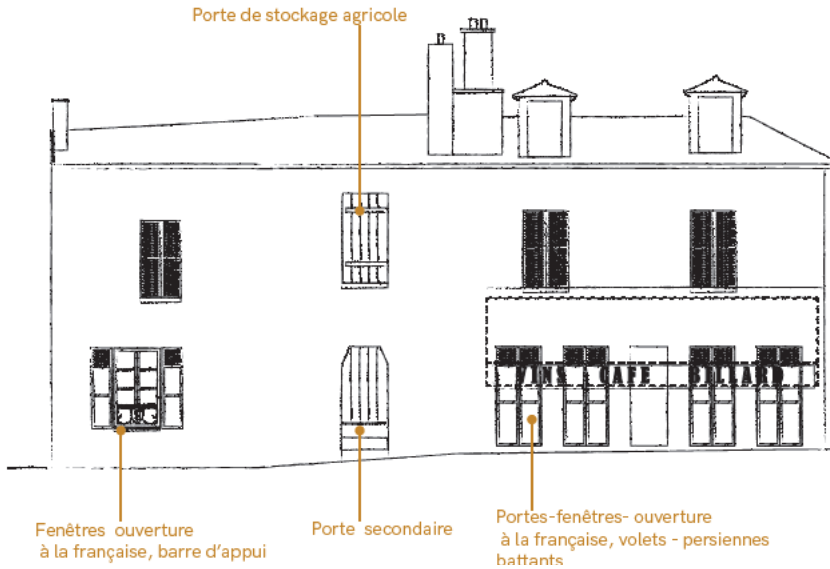 Porte de stockage agricole
VINS CAFE BILLARD
Fenêtres ouverture
à la française, barre d'appui
Porte secondaire
Portes-fenêtres- ouverture
à la française, volets - persiennes
battants